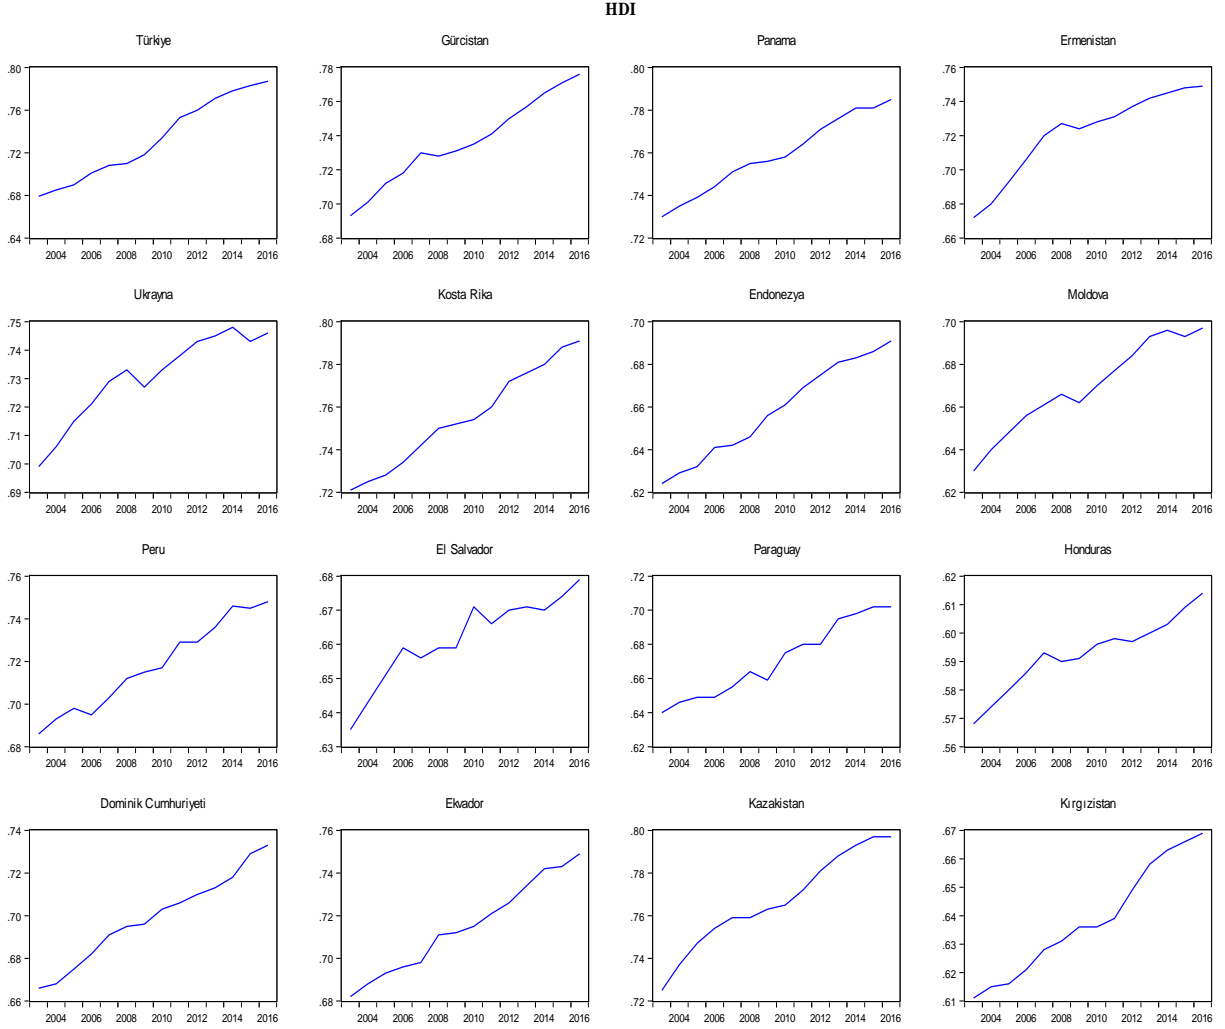 HDI
Türkiye
Gürcistan
Panama
Ermenistan
.80
.76
.72
.68
.64
2004 2006 2008 2010 2012 2014 2016
.78
.76
.74
.72
.70
.68
2004 2006 2008 2010 2012 2014 2016
.80
.78
.76
.74
.72
2004 2006 2008 2010 2012 2014 2016
.76
.74
.72
.70
.68
.66
2004 2006 2008 2010 2012 2014 2016
Ukrayna
Kosta Rika
Endonezya
Moldova
.75
.74
.73
.72
.71
.70
.69
2004 2006 2008 2010 2012 2014 2016
.80
.78
.76
.74
.72
2004 2006 2008 2010 2012 2014 2016
.70
.68
.66
.64
.62
2004 2006 2008 2010 2012 2014 2016
.70
.68
.66
.64
.62
2004 2006 2008 2010 2012 2014 2016
Peru
El Salvador
Paraguay
Honduras
.76
.74
.72
.70
.68
2004 2006 2008 2010 2012 2014 2016
.68
.67
.66
.65
.64
.63
2004 2006 2008 2010 2012 2014 2016
.72
.70
.68
.66
.64
.62
2004 2006 2008 2010 2012 2014 2016
.62
.61
.60
.59
.58
.57
.56
2004 2006 2008 2010 2012 2014 2016
Dominik Cumhuriyeti
Ekvador
Kazakistan
Kırgızistan
.74
.72
.70
.68
.66
2004 2006 2008 2010 2012 2014 2016
.76
.74
.72
.70
.68
2004 2006 2008 2010 2012 2014 2016
.80
.78
.76
.74
.72
2004 2006 2008 2010 2012 2014 2016
.67
.66
.65
.64
.63
.62
.61
2004 2006 2008 2010 2012 2014 2016